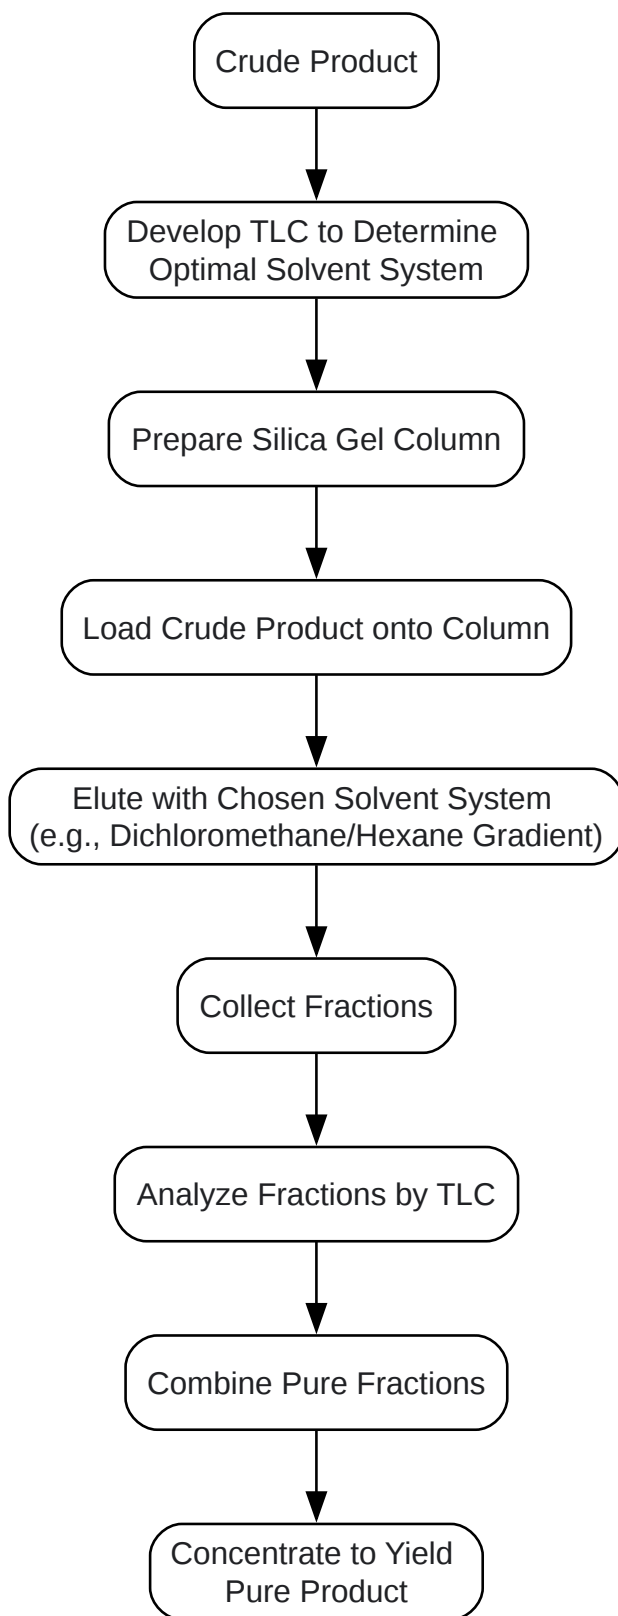 Crude Product
Develop TLC to Determine
Optimal Solvent System
Prepare Silica Gel Column
Load Crude Product onto Column
Elute with Chosen Solvent System
(e.g., Dichloromethane/Hexane Gradient)
Collect Fractions
Analyze Fractions by TLC
Combine Pure Fractions
Concentrate to Yield
Pure Product